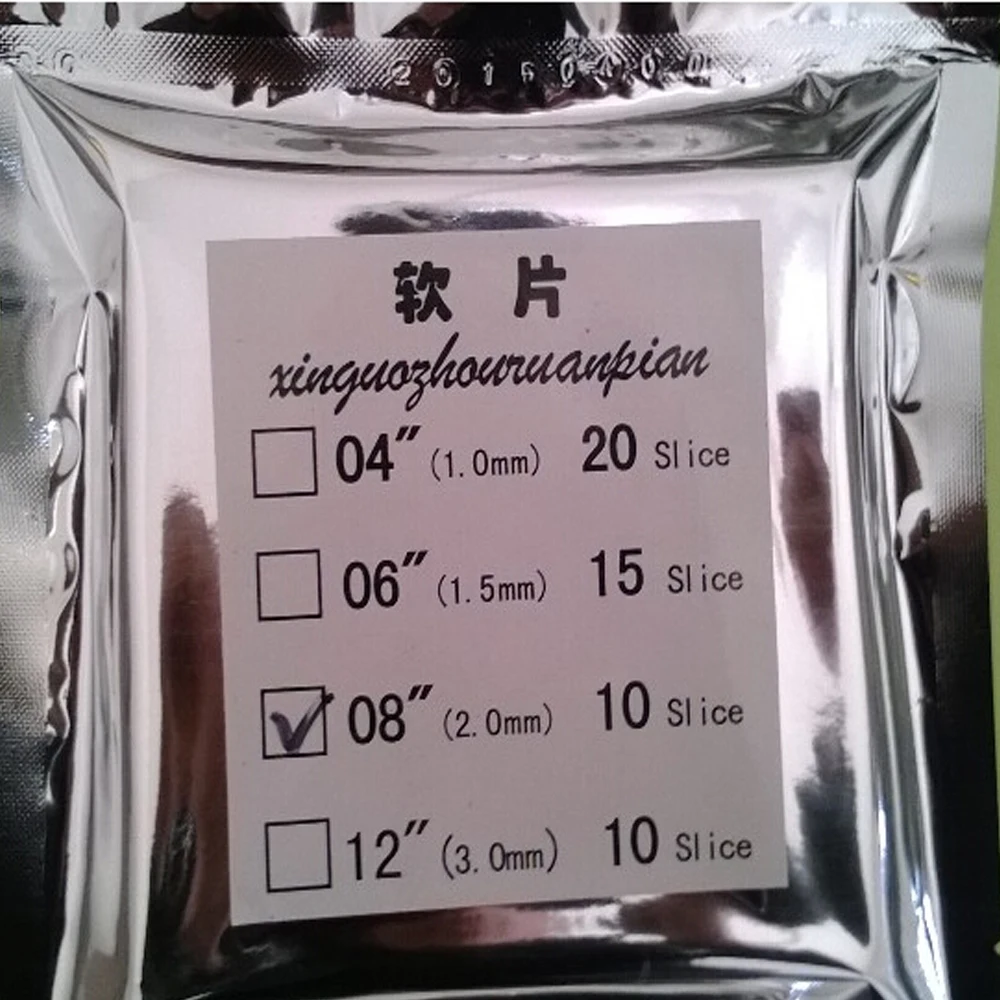 软 片
xinguozhouruanpian
04″(1.0mm) 20 Slice
06″(1.5mm) 15 Slice
08″(2.0mm) 10 Slice
12″(3.0mm) 10 Slice